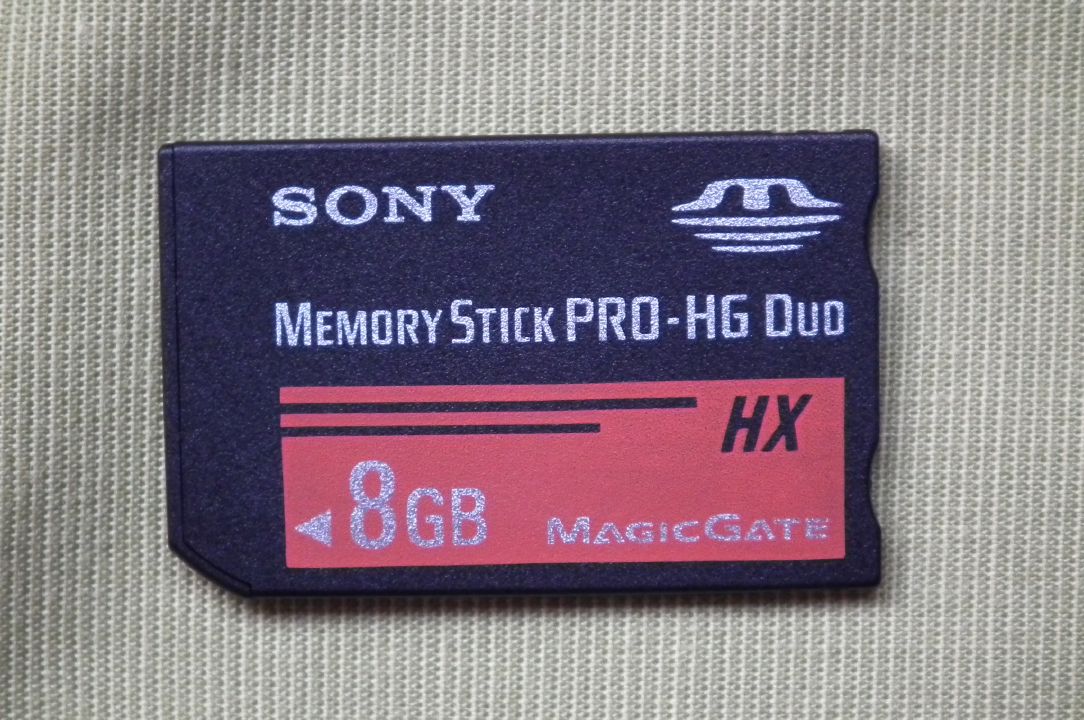 SONY
MEMORY STICK PRO-HG DUO
HX
8GB
MAGICGATE